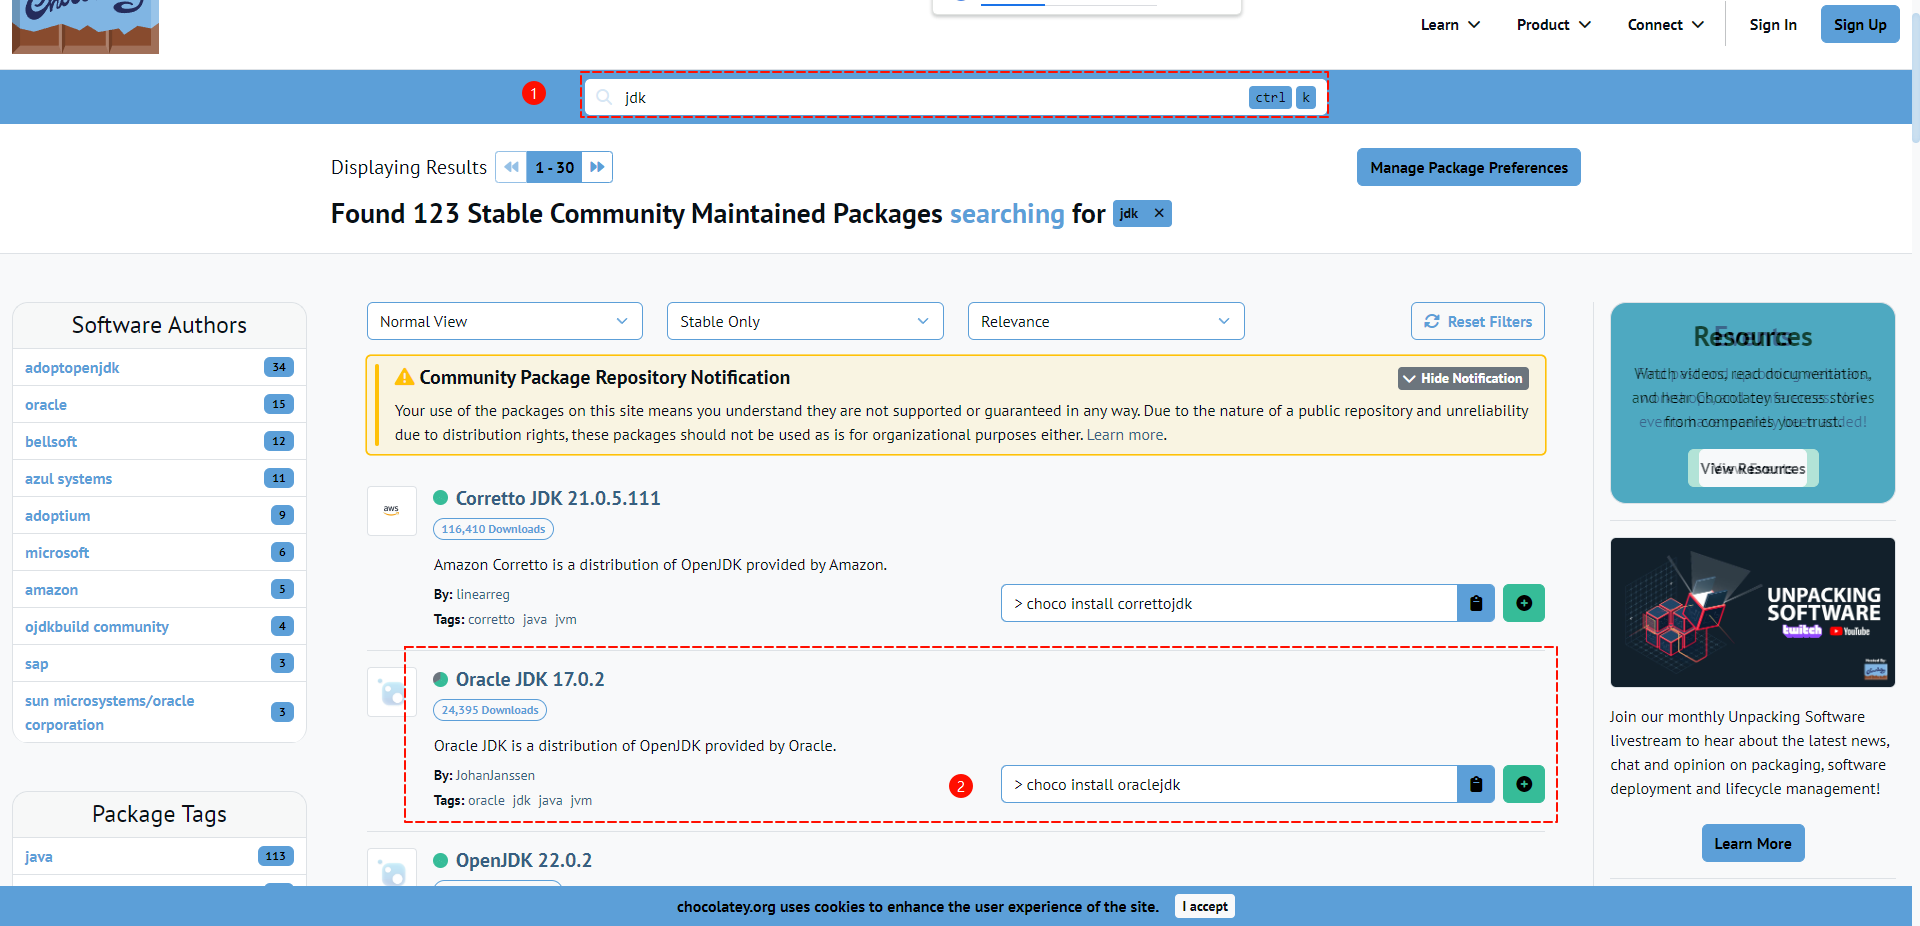 Learn
Product
Connect
Sign In
Sign Up
1
jdk
ctrl k
Displaying Results 1 - 30
Manage Package Preferences
Found 123 Stable Community Maintained Packages searching for jdk ✕
Software Authors
adoptopenjdk 34
oracle 15
bellsoft 12
azul systems 11
adoptium 9
microsoft 6
amazon 5
ojdkbuild community 4
sap 3
sun microsystems/oracle
corporation 3
Package Tags
java 113
Normal View
Stable Only
Relevance
Reset Filters
Community Package Repository Notification
Hide Notification
Your use of the packages on this site means you understand they are not supported or guaranteed in any way. Due to the nature of a public repository and unreliability
due to distribution rights, these packages should not be used as is for organizational purposes either. Learn more.
aws
Corretto JDK 21.0.5.111
116,410 Downloads
Amazon Corretto is a distribution of OpenJDK provided by Amazon.
By: linearreg
Tags: corretto java jvm
> choco install correttojdk
Oracle JDK 17.0.2
24,395 Downloads
Oracle JDK is a distribution of OpenJDK provided by Oracle.
By: JohanJanssen
Tags: oracle jdk java jvm
2
> choco install oraclejdk
OpenJDK 22.0.2
Resources
Watch videos, read documentation,
and hear Chocolatey success stories
from companies you trust.
View Resources
UNPACKING
SOFTWARE
twitch YouTube
Join our monthly Unpacking Software
livestream to hear about the latest news,
chat and opinion on packaging, software
deployment and lifecycle management!
Learn More
chocolatey.org uses cookies to enhance the user experience of the site.
I accept